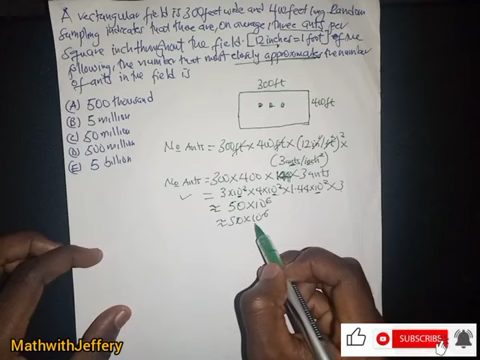 A rectangular field is 300feet wide and 400feet long. Random
Sampling indicates that there are, on average, three ants per
Square inch throughout the field. [12 inches = 1 foot] Of the
following, the number that most closely approximates the number
of ants in the field is
(A) 500 thousand
(B) 5 million
(C) 50 million
(D) 500 million
(E) 5 billion
300ft
400ft
No Ants = 300ft × 400ft × (12in/ft)² ×
(3ants/inch²)
No Ants = 300 × 400 × 144 × 3 ants
= 3×10² × 4×10² × 1.44×10² × 3
≈ 50×10⁶
≈ 50×10⁶
MathwithJeffery
SUBSCRIBE